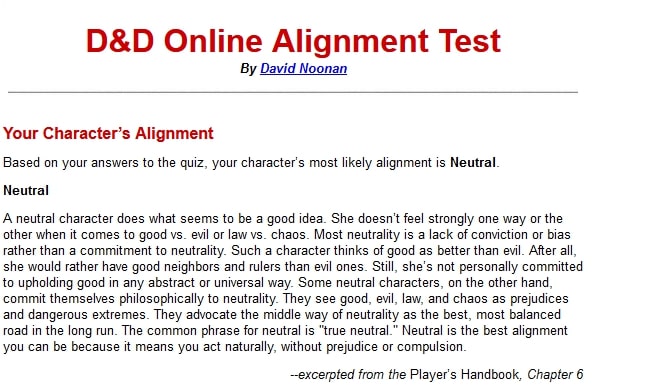 D&D Online Alignment Test
By David Noonan
Your Character's Alignment
Based on your answers to the quiz, your character's most likely alignment is Neutral.
Neutral
A neutral character does what seems to be a good idea. She doesn't feel strongly one way or the
other when it comes to good vs. evil or law vs. chaos. Most neutrality is a lack of conviction or bias
rather than a commitment to neutrality. Such a character thinks of good as better than evil. After all,
she would rather have good neighbors and rulers than evil ones. Still, she's not personally committed
to upholding good in any abstract or universal way. Some neutral characters, on the other hand,
commit themselves philosophically to neutrality. They see good, evil, law, and chaos as prejudices
and dangerous extremes. They advocate the middle way of neutrality as the best, most balanced
road in the long run. The common phrase for neutral is "true neutral." Neutral is the best alignment
you can be because it means you act naturally, without prejudice or compulsion.
--excerpted from the Player's Handbook, Chapter 6